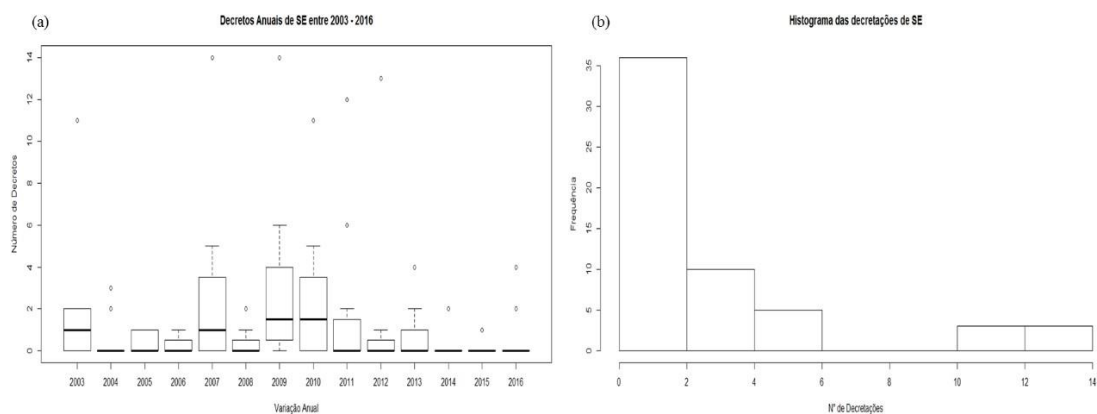 (a)
Decretos Anuais de SE entre 2003 - 2016
Número de Decretos
14
12
10
8
6
4
2
0
2003 2004 2005 2006 2007 2008 2009 2010 2011 2012 2013 2014 2015 2016
Variação Anual
(b)
Histograma das decretações de SE
Frequência
35
30
25
20
15
10
5
0
0 2 4 6 8 10 12 14
N° de Decretações